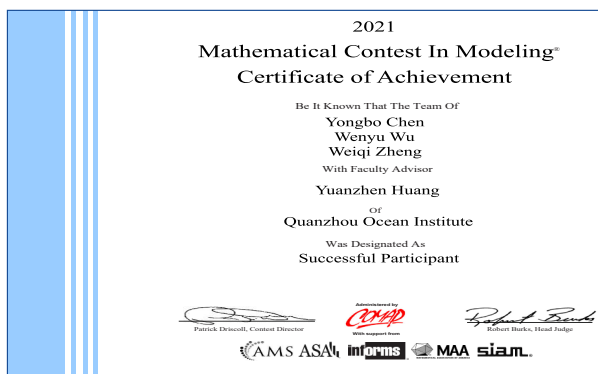 2021
Mathematical Contest In Modeling®
Certificate of Achievement
Be It Known That The Team Of
Yongbo Chen
Wenyu Wu
Weiqi Zheng
With Faculty Advisor
Yuanzhen Huang
Of
Quanzhou Ocean Institute
Was Designated As
Successful Participant
Administered by
COMAP
With support from
Patrick Driscoll, Contest Director
Robert Burks, Head Judge
AMS ASA informs MAA siam